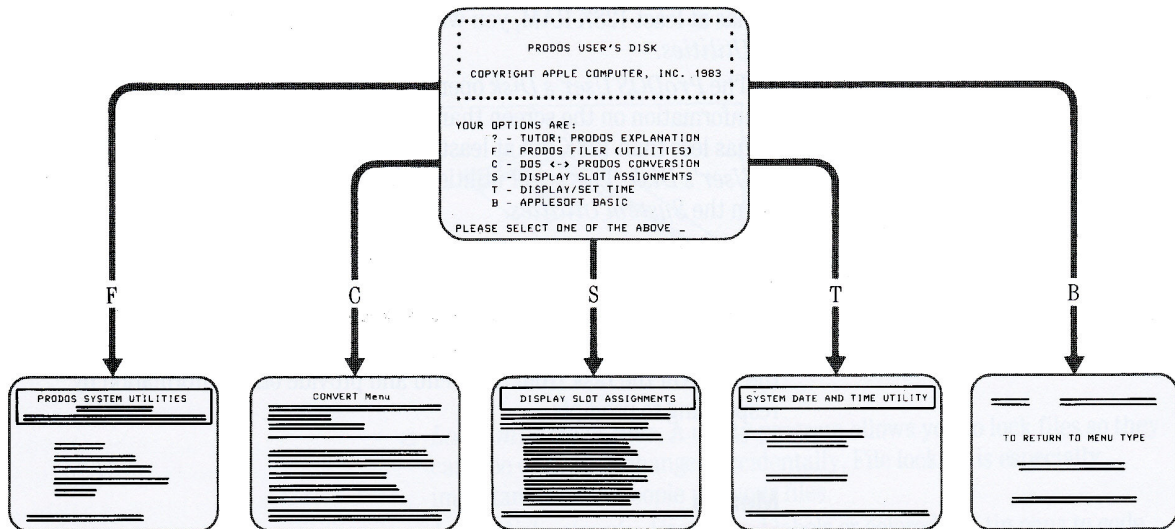 PRODOS USER'S DISK
COPYRIGHT APPLE COMPUTER, INC. 1983
YOUR OPTIONS ARE:
? - TUTOR; PRODOS EXPLANATION
F - PRODOS FILER (UTILITIES)
C - DOS <-> PRODOS CONVERSION
S - DISPLAY SLOT ASSIGNMENTS
T - DISPLAY/SET TIME
B - APPLESOFT BASIC
PLEASE SELECT ONE OF THE ABOVE _
F
C
S
T
B
PRODOS SYSTEM UTILITIES
CONVERT Menu
DISPLAY SLOT ASSIGNMENTS
SYSTEM DATE AND TIME UTILITY
TO RETURN TO MENU TYPE